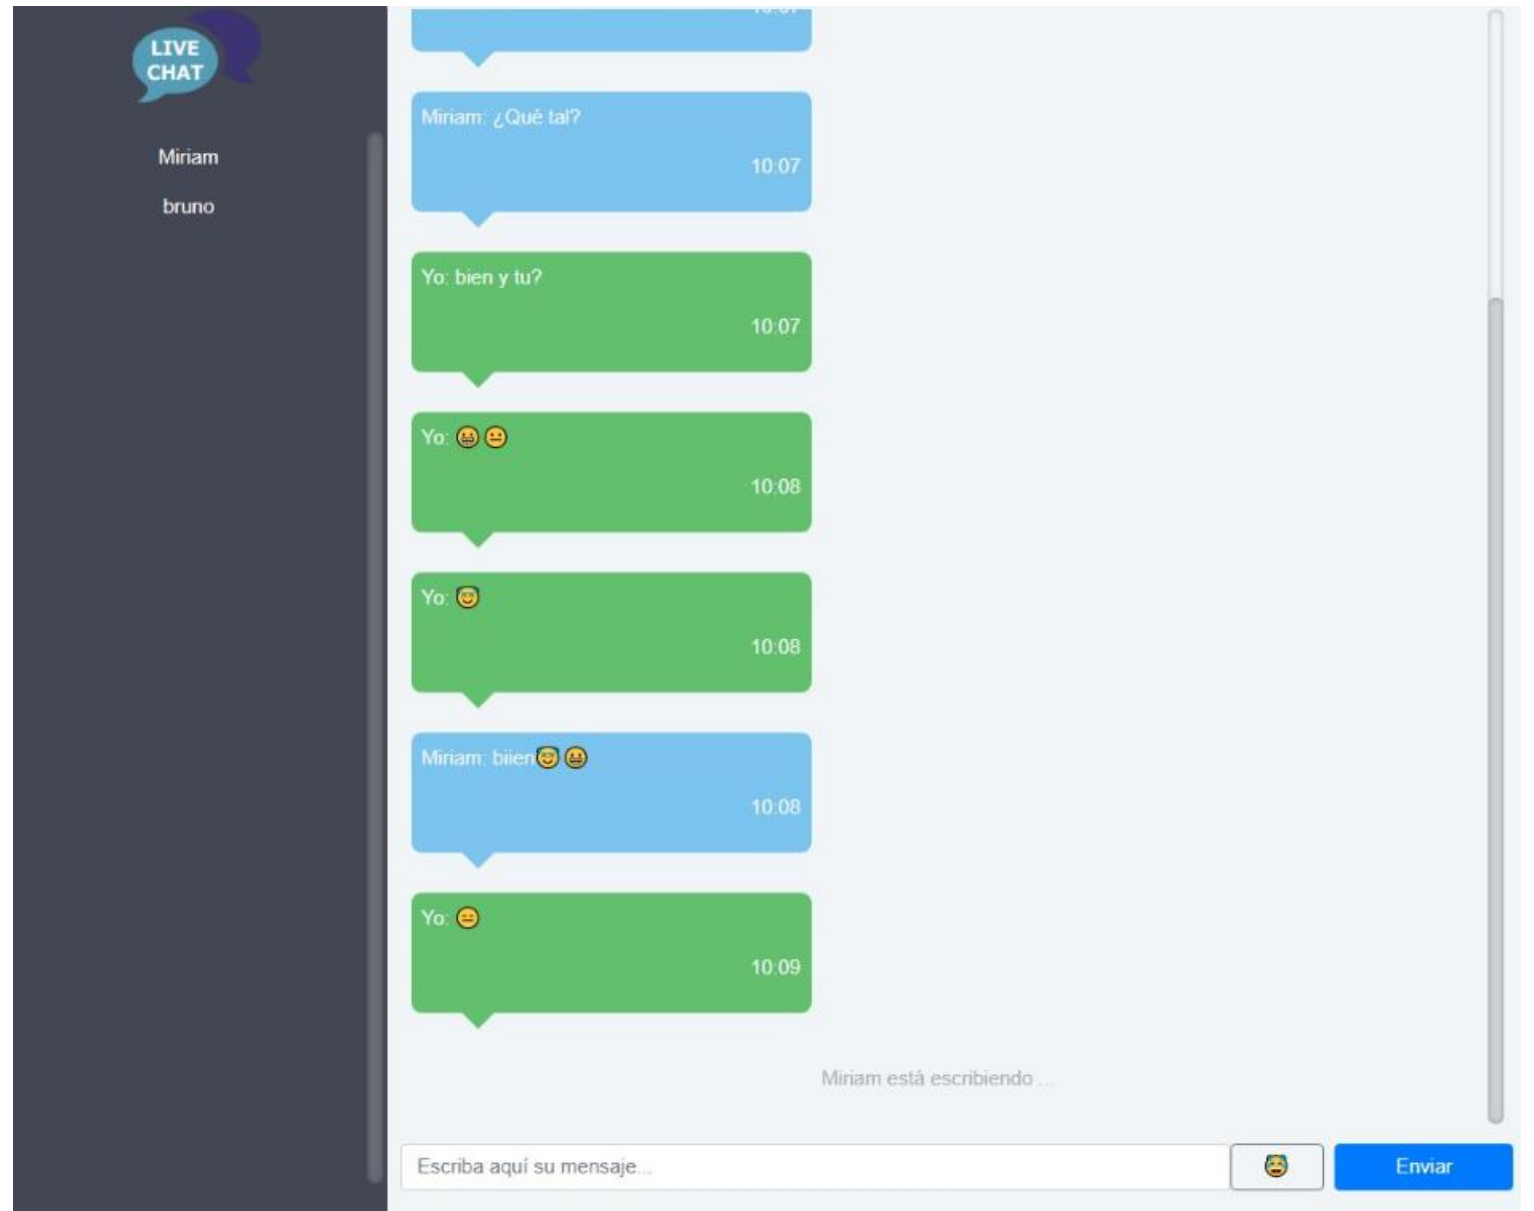 LIVE
CHAT
Miriam
bruno
Miriam: ¿Qué tal?
10:07
Yo: bien y tu?
10:07
Yo: 😀😐
10:08
Yo: 😇
10:08
Miriam: biien😇😀
10:08
Yo: 😑
10:09
Miriam está escribiendo ...
Escriba aquí su mensaje...
Enviar